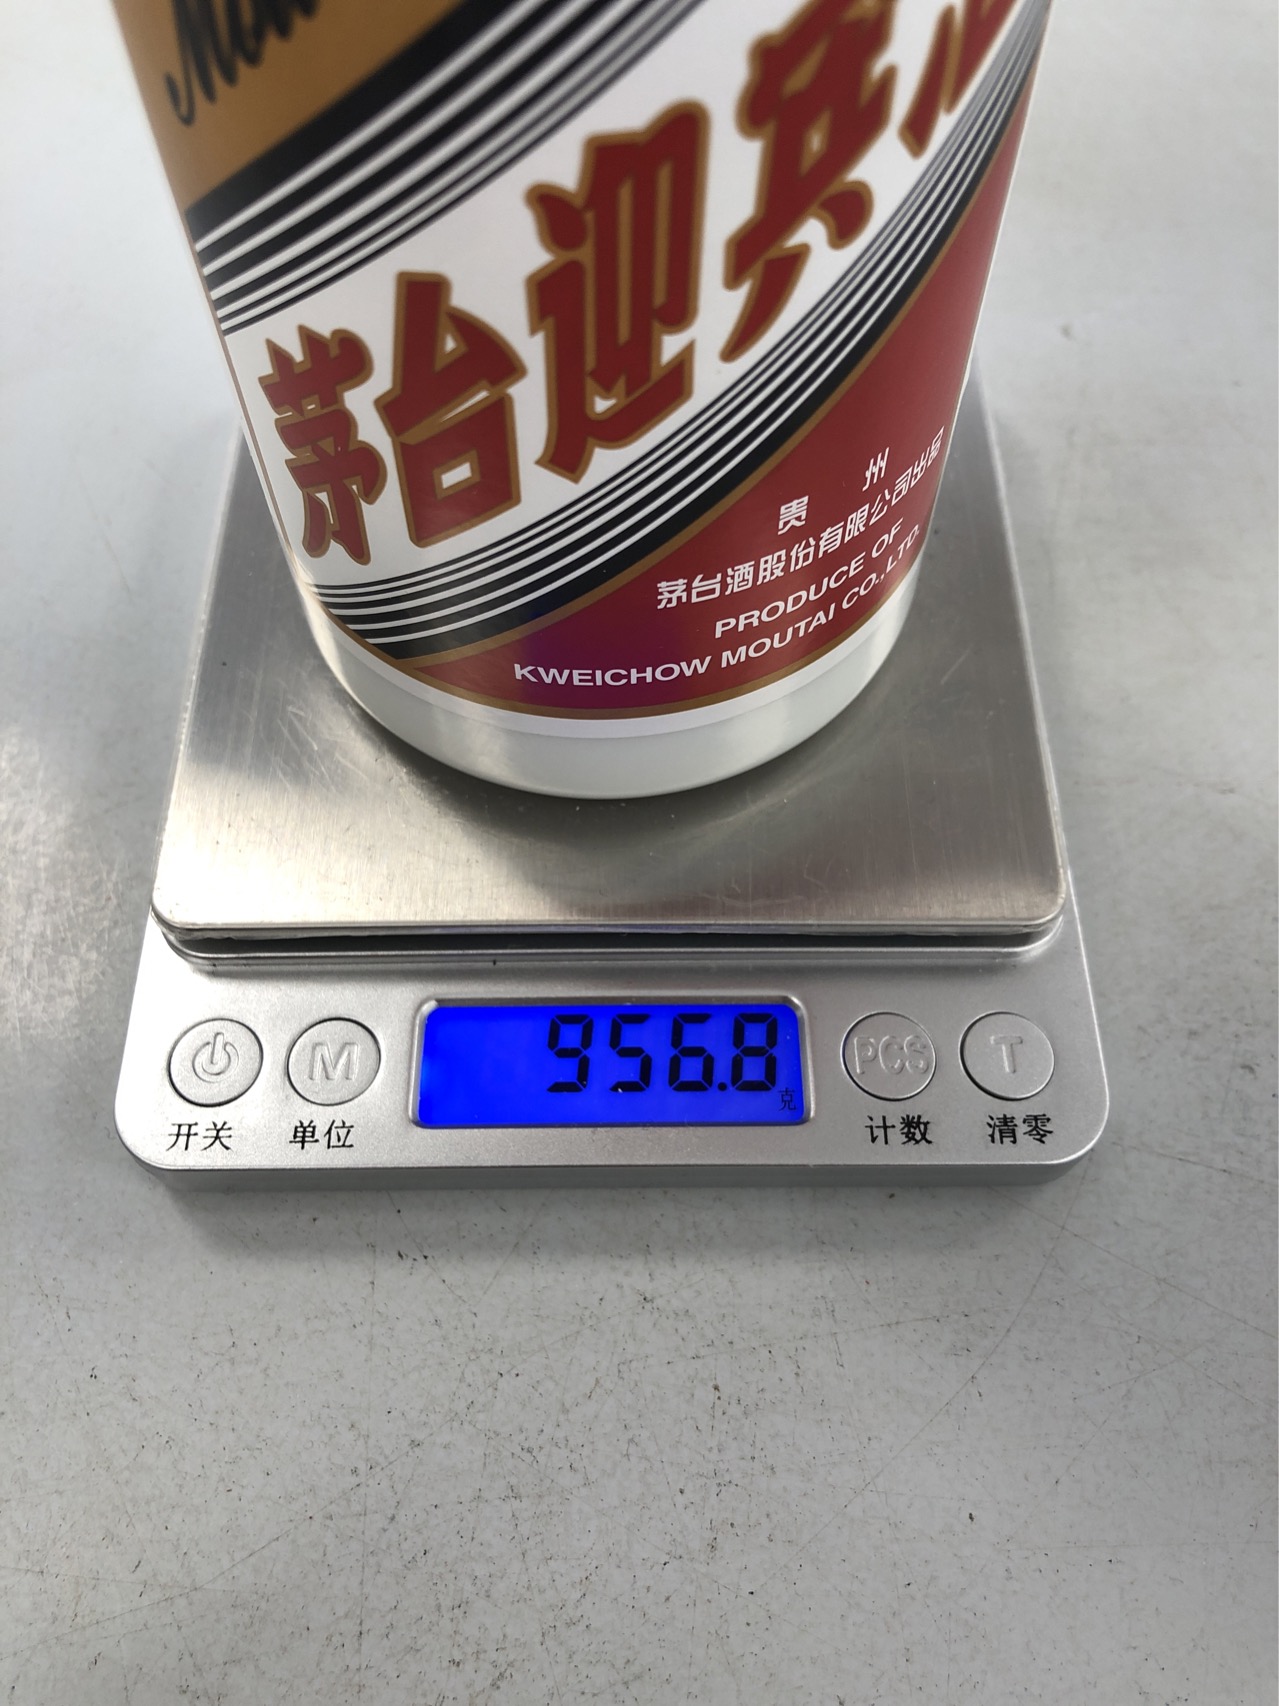 Mou
茅台迎宾
贵 州
茅台酒股份有限公司出品
PRODUCE OF
KWEICHOW MOUTAI CO.,LTD.
956.8
克
M PCS T
开关 单位 计数 清零